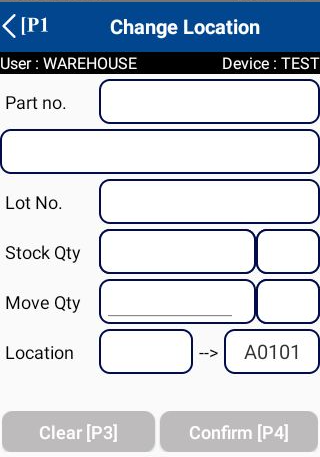 [P1 Change Location
User : WAREHOUSE Device : TEST
Part no.
Lot No.
Stock Qty
Move Qty
Location --> A0101
Clear [P3] Confirm [P4]